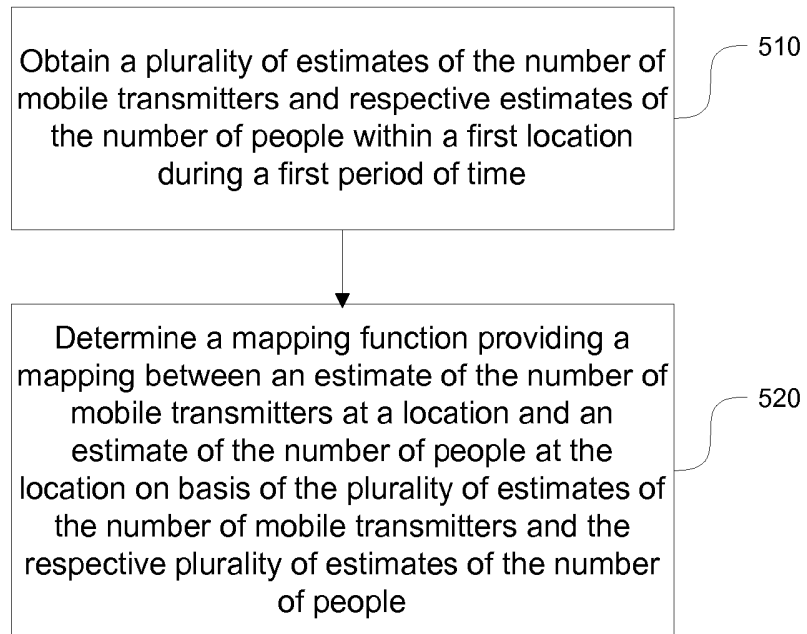 Obtain a plurality of estimates of the number of
mobile transmitters and respective estimates of
the number of people within a first location
during a first period of time
510
Determine a mapping function providing a
mapping between an estimate of the number of
mobile transmitters at a location and an
estimate of the number of people at the
location on basis of the plurality of estimates of
the number of mobile transmitters and the
respective plurality of estimates of the number
of people
520